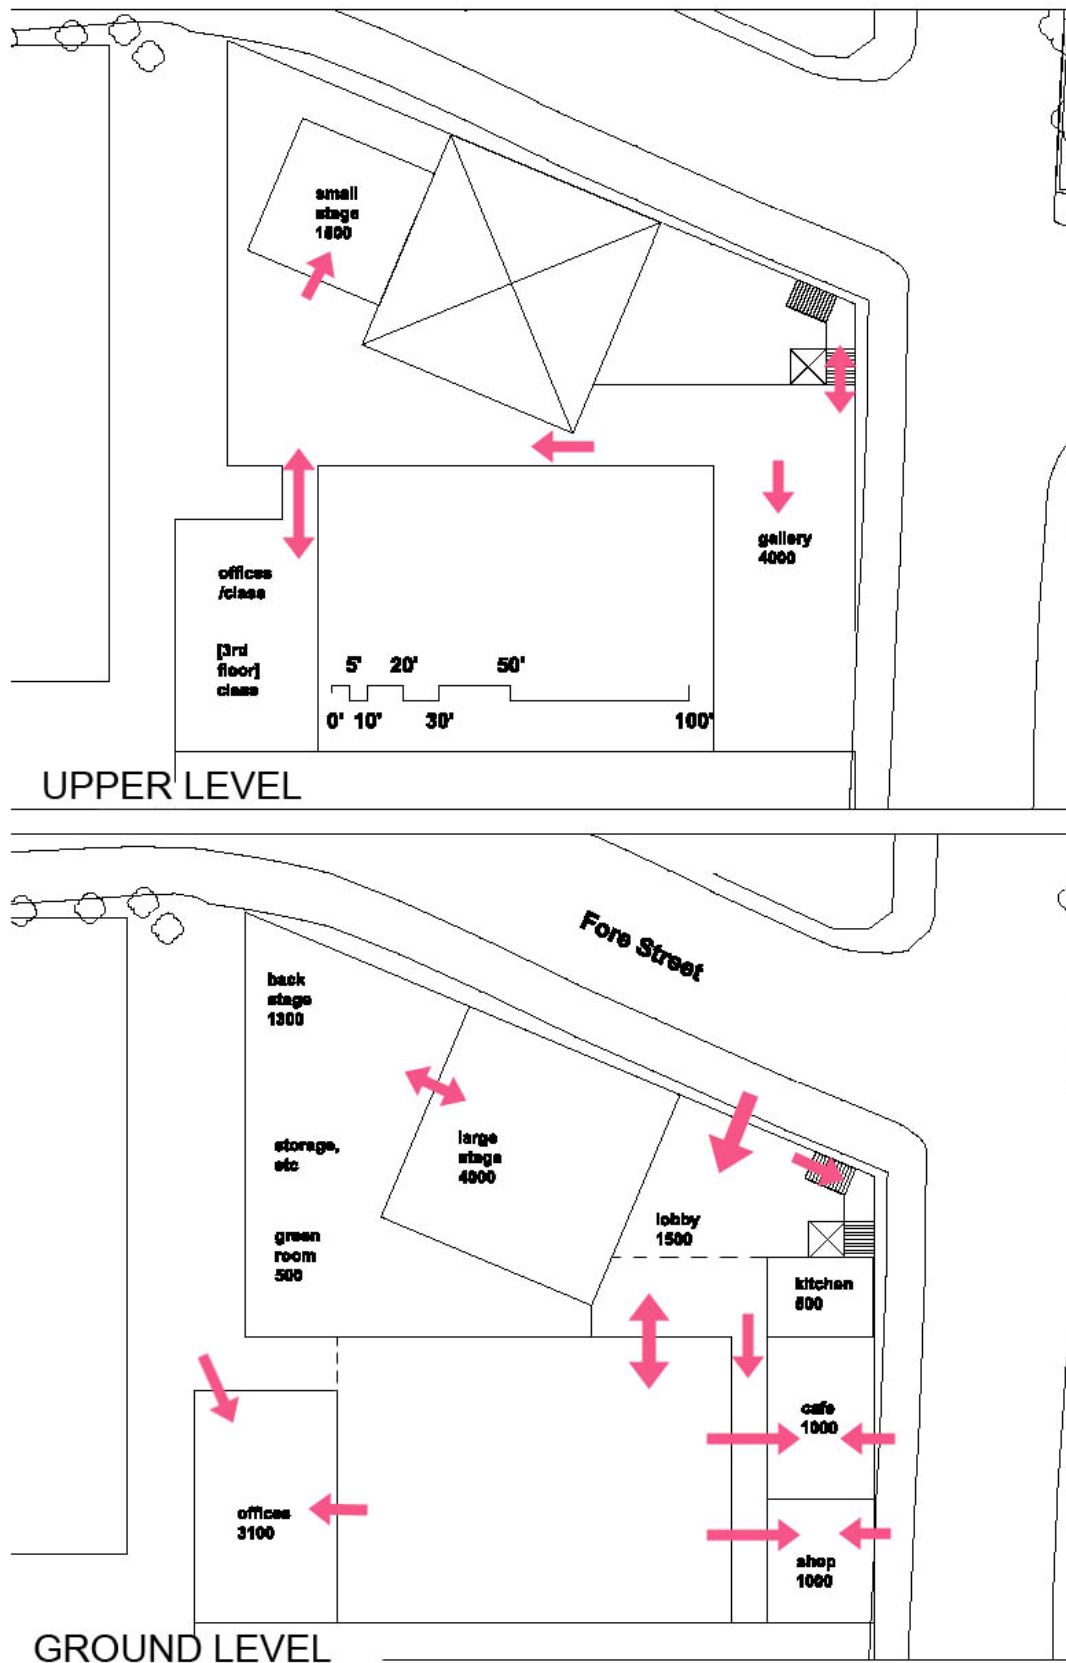 small
stage
1500
gallery
4000
offices
/class
[3rd
floor]
class
5' 20' 50'
0' 10' 30' 100'
UPPER LEVEL
Fore Street
back
stage
1300
large
stage
4000
storage,
etc
lobby
1500
green
room
500
kitchen
500
cafe
1000
offices
3100
shop
1000
GROUND LEVEL